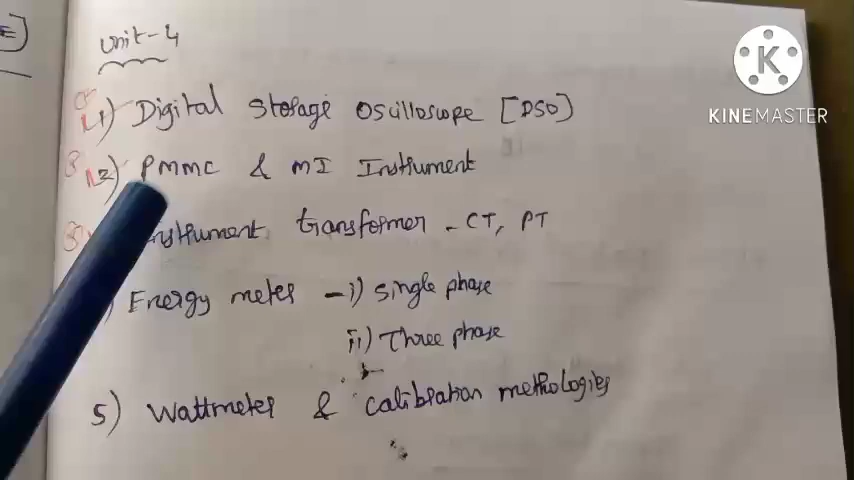 Unit-4
1) Digital Storage Oscilloscope [DSO]
2) PMMC & MI Instrument
Instrument transformer - CT, PT
) Energy meter - i) Single phase
ii) Three phase
5) Wattmeter & calibration methologies
K
KINEMASTER